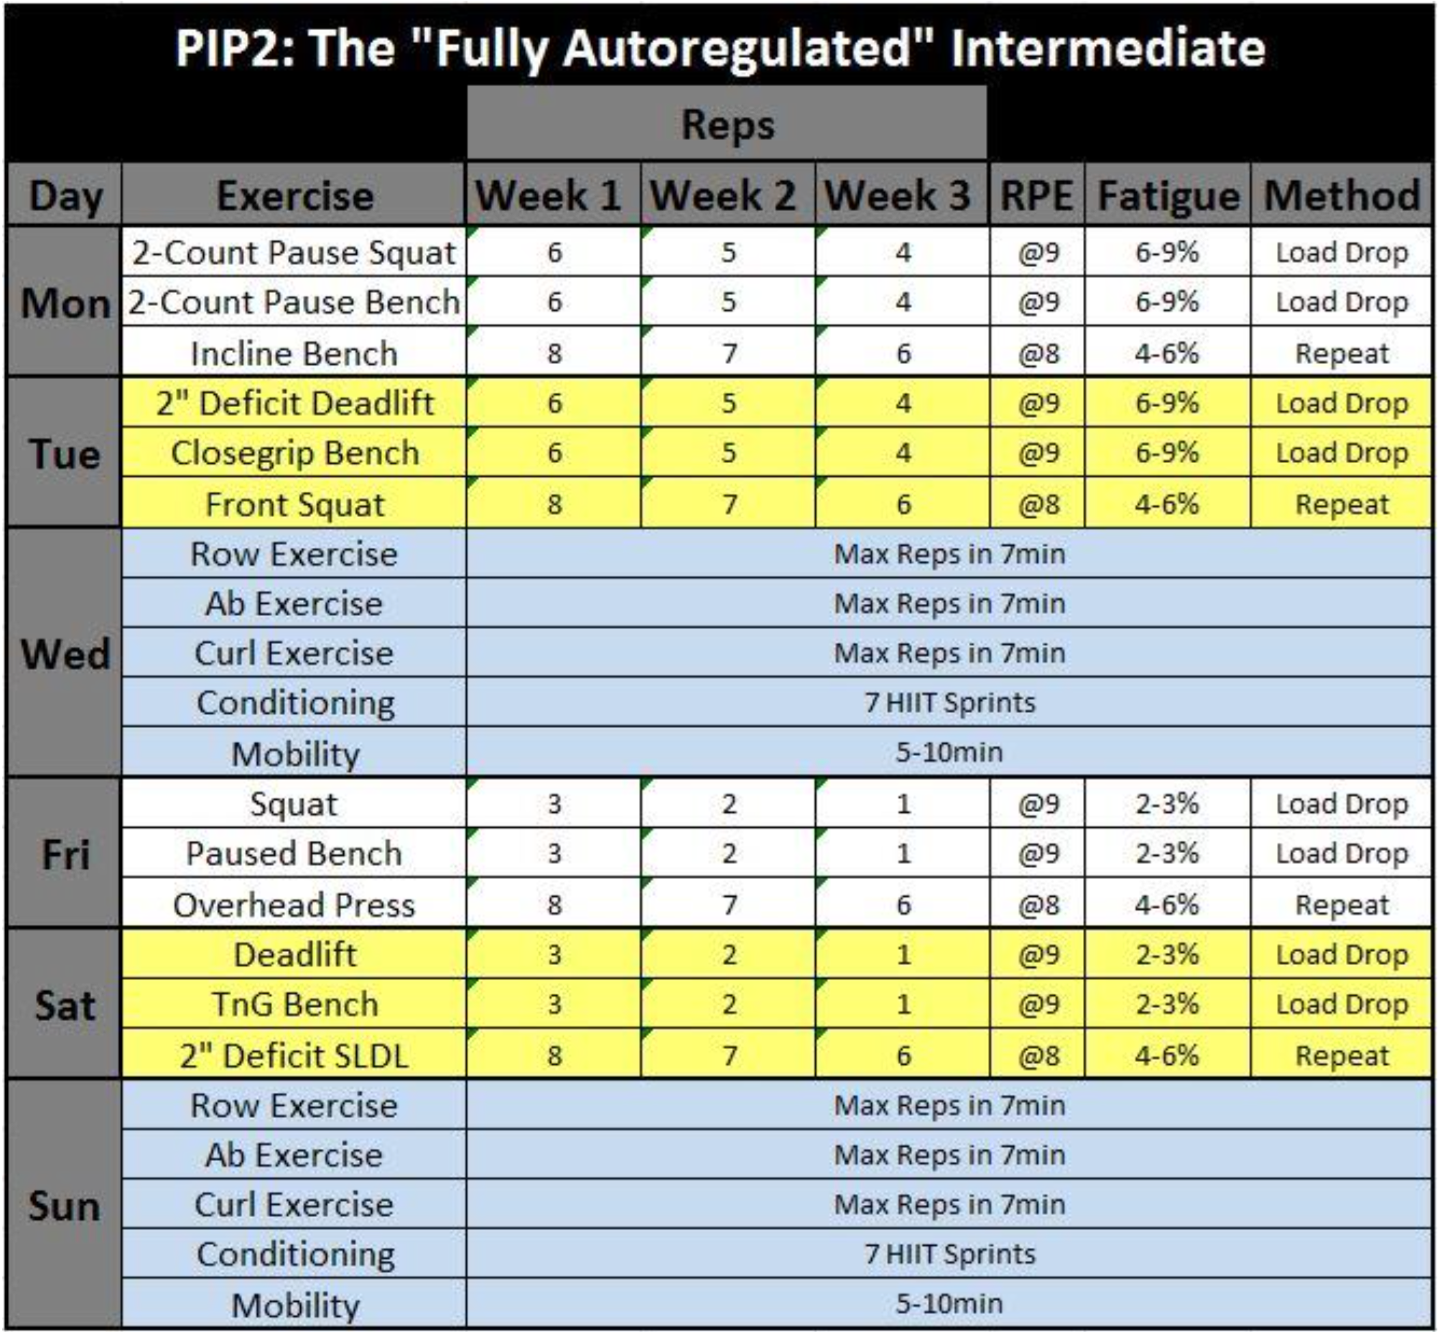 PIP2: The "Fully Autoregulated" Intermediate
Reps
Day Exercise Week 1 Week 2 Week 3 RPE Fatigue Method
Mon
2-Count Pause Squat 6 5 4 @9 6-9% Load Drop
2-Count Pause Bench 6 5 4 @9 6-9% Load Drop
Incline Bench 8 7 6 @8 4-6% Repeat
Tue
2" Deficit Deadlift 6 5 4 @9 6-9% Load Drop
Closegrip Bench 6 5 4 @9 6-9% Load Drop
Front Squat 8 7 6 @8 4-6% Repeat
Wed
Row Exercise Max Reps in 7min
Ab Exercise Max Reps in 7min
Curl Exercise Max Reps in 7min
Conditioning 7 HIIT Sprints
Mobility 5-10min
Fri
Squat 3 2 1 @9 2-3% Load Drop
Paused Bench 3 2 1 @9 2-3% Load Drop
Overhead Press 8 7 6 @8 4-6% Repeat
Sat
Deadlift 3 2 1 @9 2-3% Load Drop
TnG Bench 3 2 1 @9 2-3% Load Drop
2" Deficit SLDL 8 7 6 @8 4-6% Repeat
Sun
Row Exercise Max Reps in 7min
Ab Exercise Max Reps in 7min
Curl Exercise Max Reps in 7min
Conditioning 7 HIIT Sprints
Mobility 5-10min